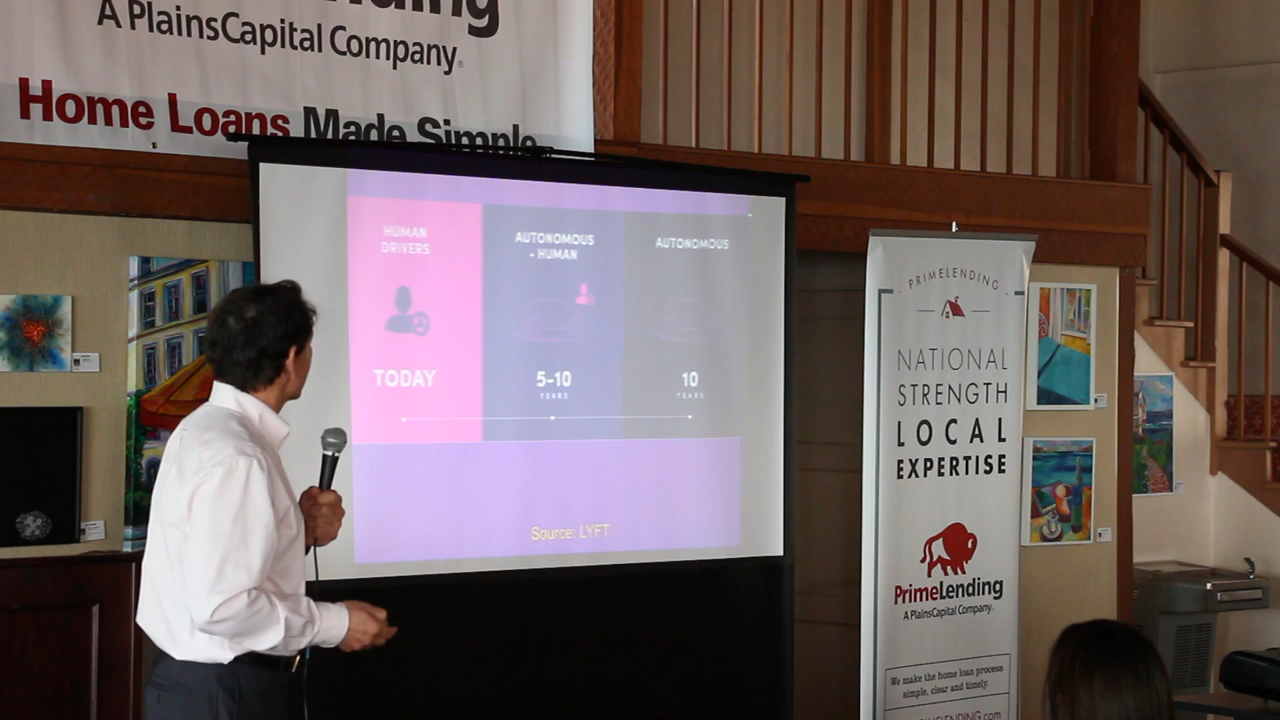 A PlainsCapital Company®
Home Loans Made Simple
HUMAN
DRIVERS
AUTONOMOUS
- HUMAN
AUTONOMOUS
TODAY
5-10
YEARS
10
YEARS
Source: LYFT
PRIMELENDING
NATIONAL
STRENGTH
LOCAL
EXPERTISE
PrimeLending
A PlainsCapital Company.
We make the home loan process
simple, clear and timely.